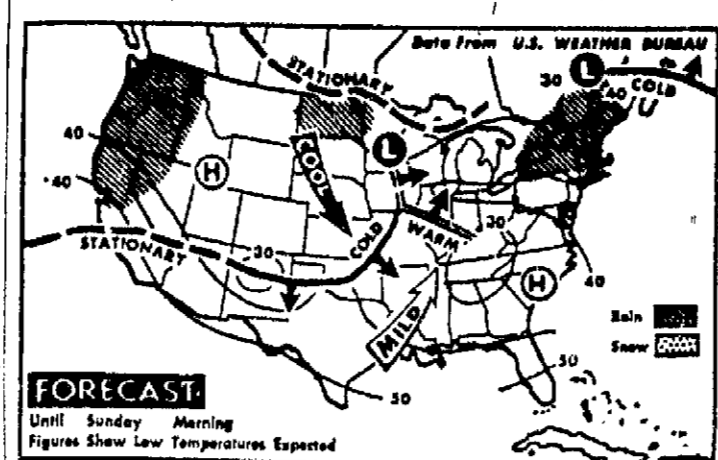 Data from U.S. WEATHER BUREAU
STATIONARY
30
L
COLD
40
40
L
H
COOL
40
WARM
30
COLD
STATIONARY
30
H
40
MILD
Rain
Snow
50
50
FORECAST
Until Sunday Morning
Figures Show Low Temperatures Expected